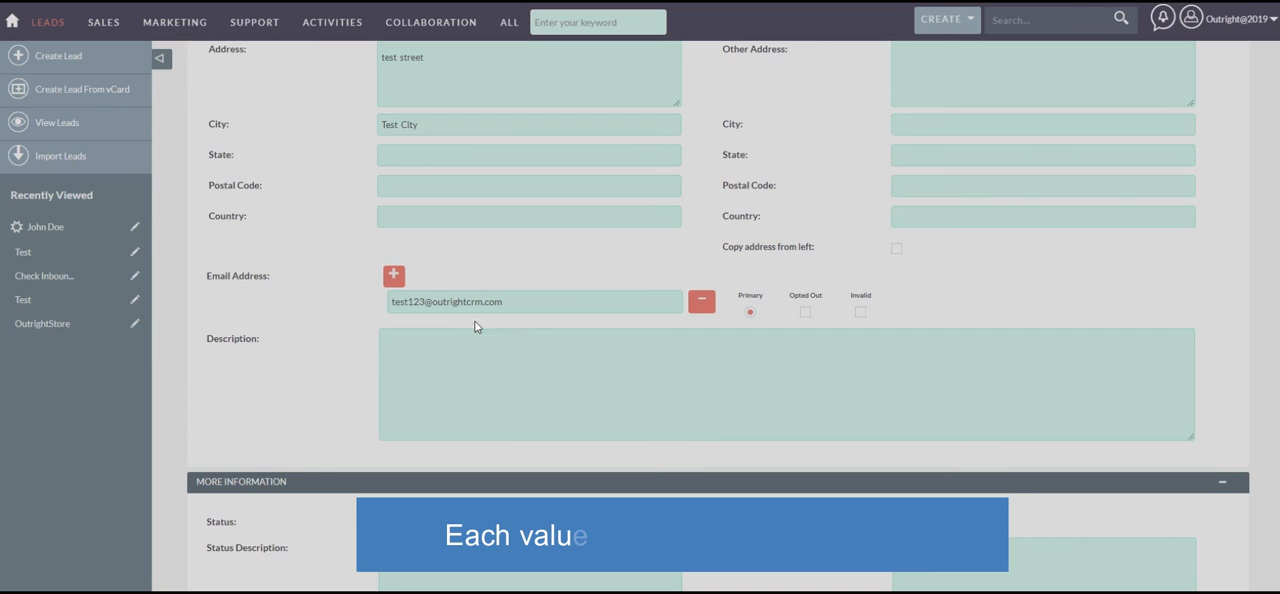 LEADS SALES MARKETING SUPPORT ACTIVITIES COLLABORATION ALL Enter your keyword CREATE Search... Outright@2019
Create Lead
Create Lead From vCard
View Leads
Import Leads
Recently Viewed
John Doe
Test
Check Inboun...
Test
OutrightStore
Address: test street Other Address:
City: Test City City:
State: State:
Postal Code: Postal Code:
Country: Country:
Copy address from left:
Email Address:
Primary Opted Out Invalid
test123@outrightcrm.com
Description:
MORE INFORMATION
Status:
Status Description:
Each value